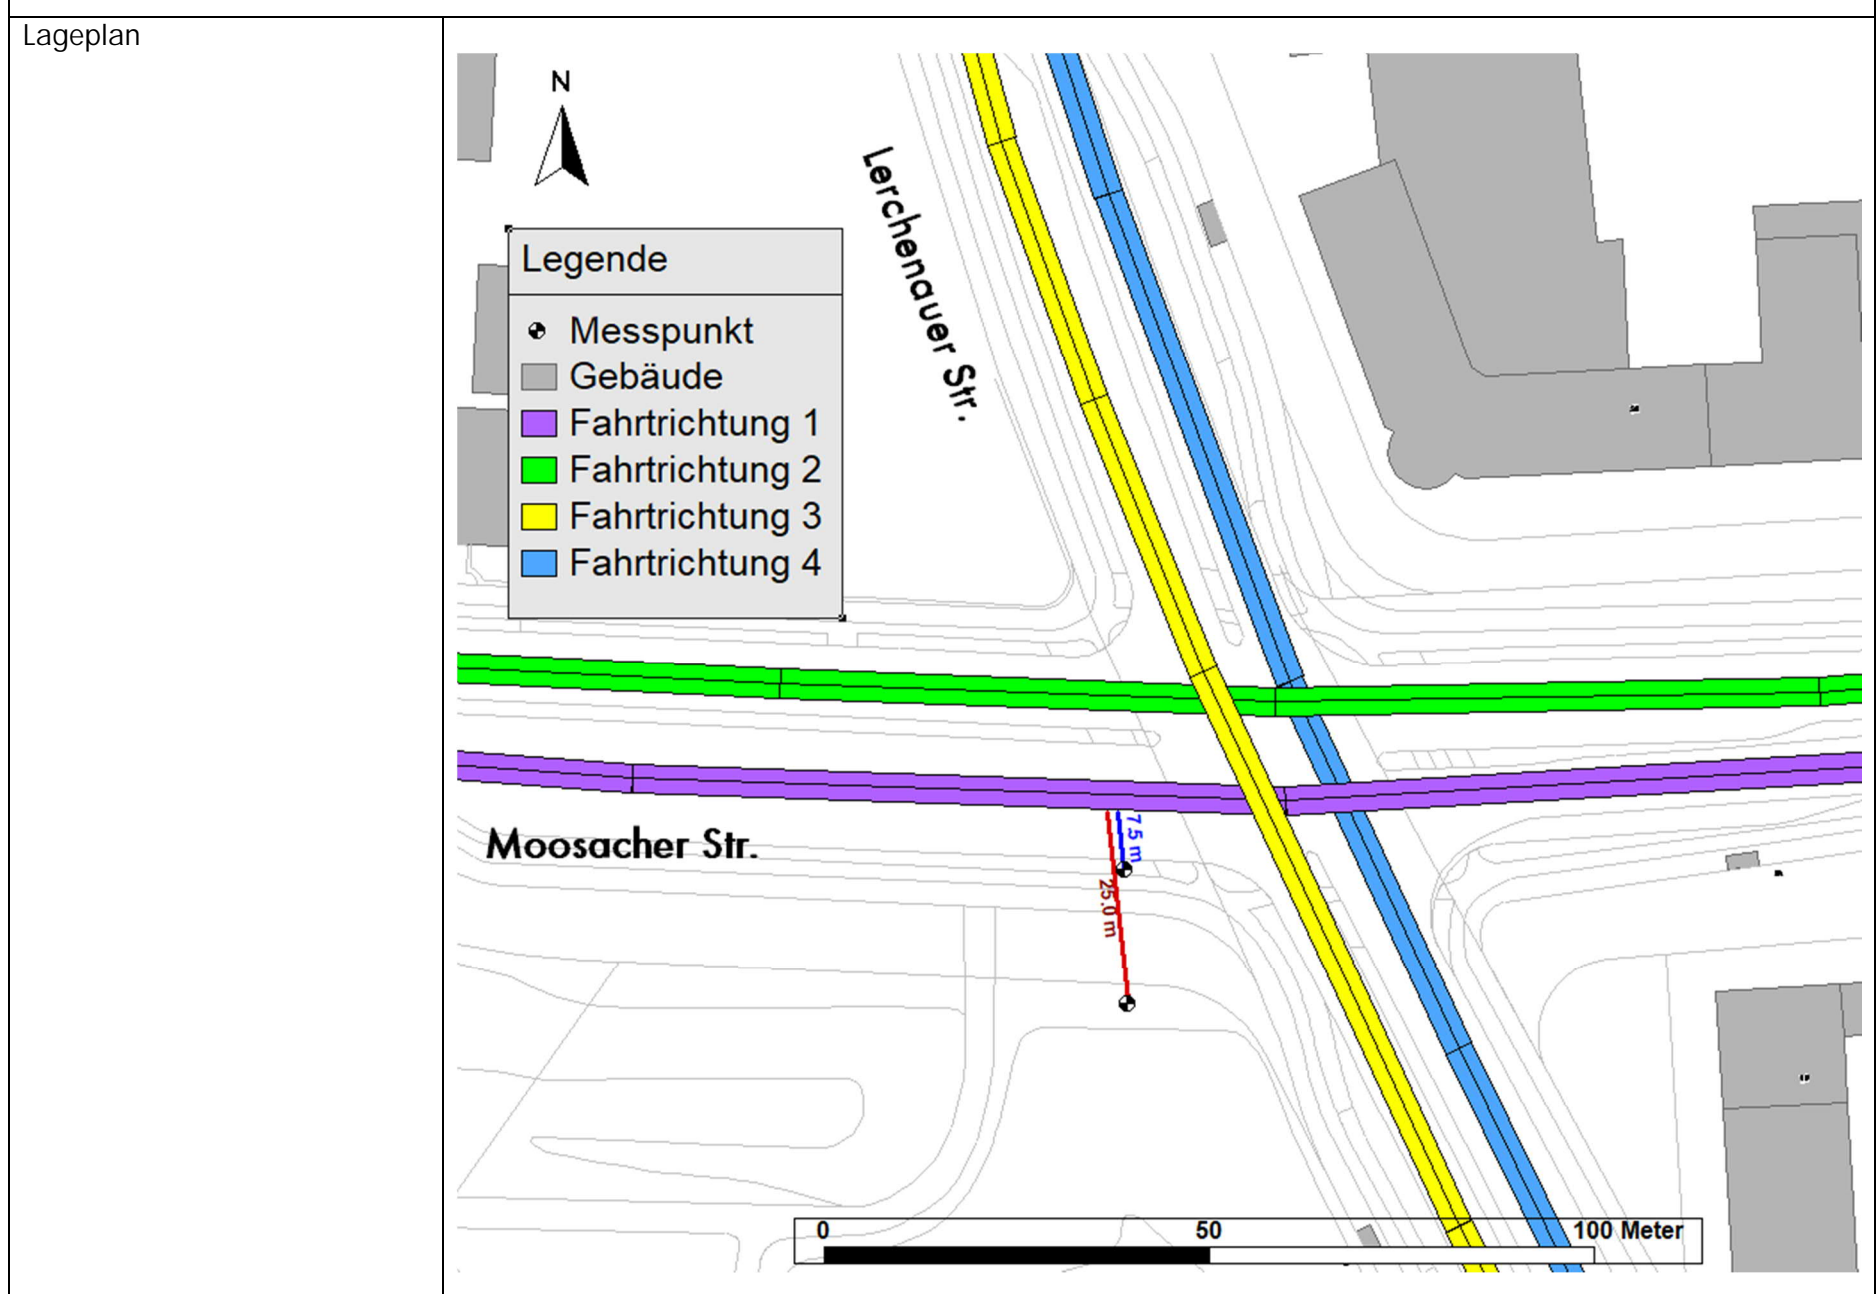 Lageplan
N
Lerchenauer Str.
Legende
Messpunkt
Gebäude
Fahrtrichtung 1
Fahrtrichtung 2
Fahrtrichtung 3
Fahrtrichtung 4
Moosacher Str.
7.5 m
25.0 m
0 50 100 Meter